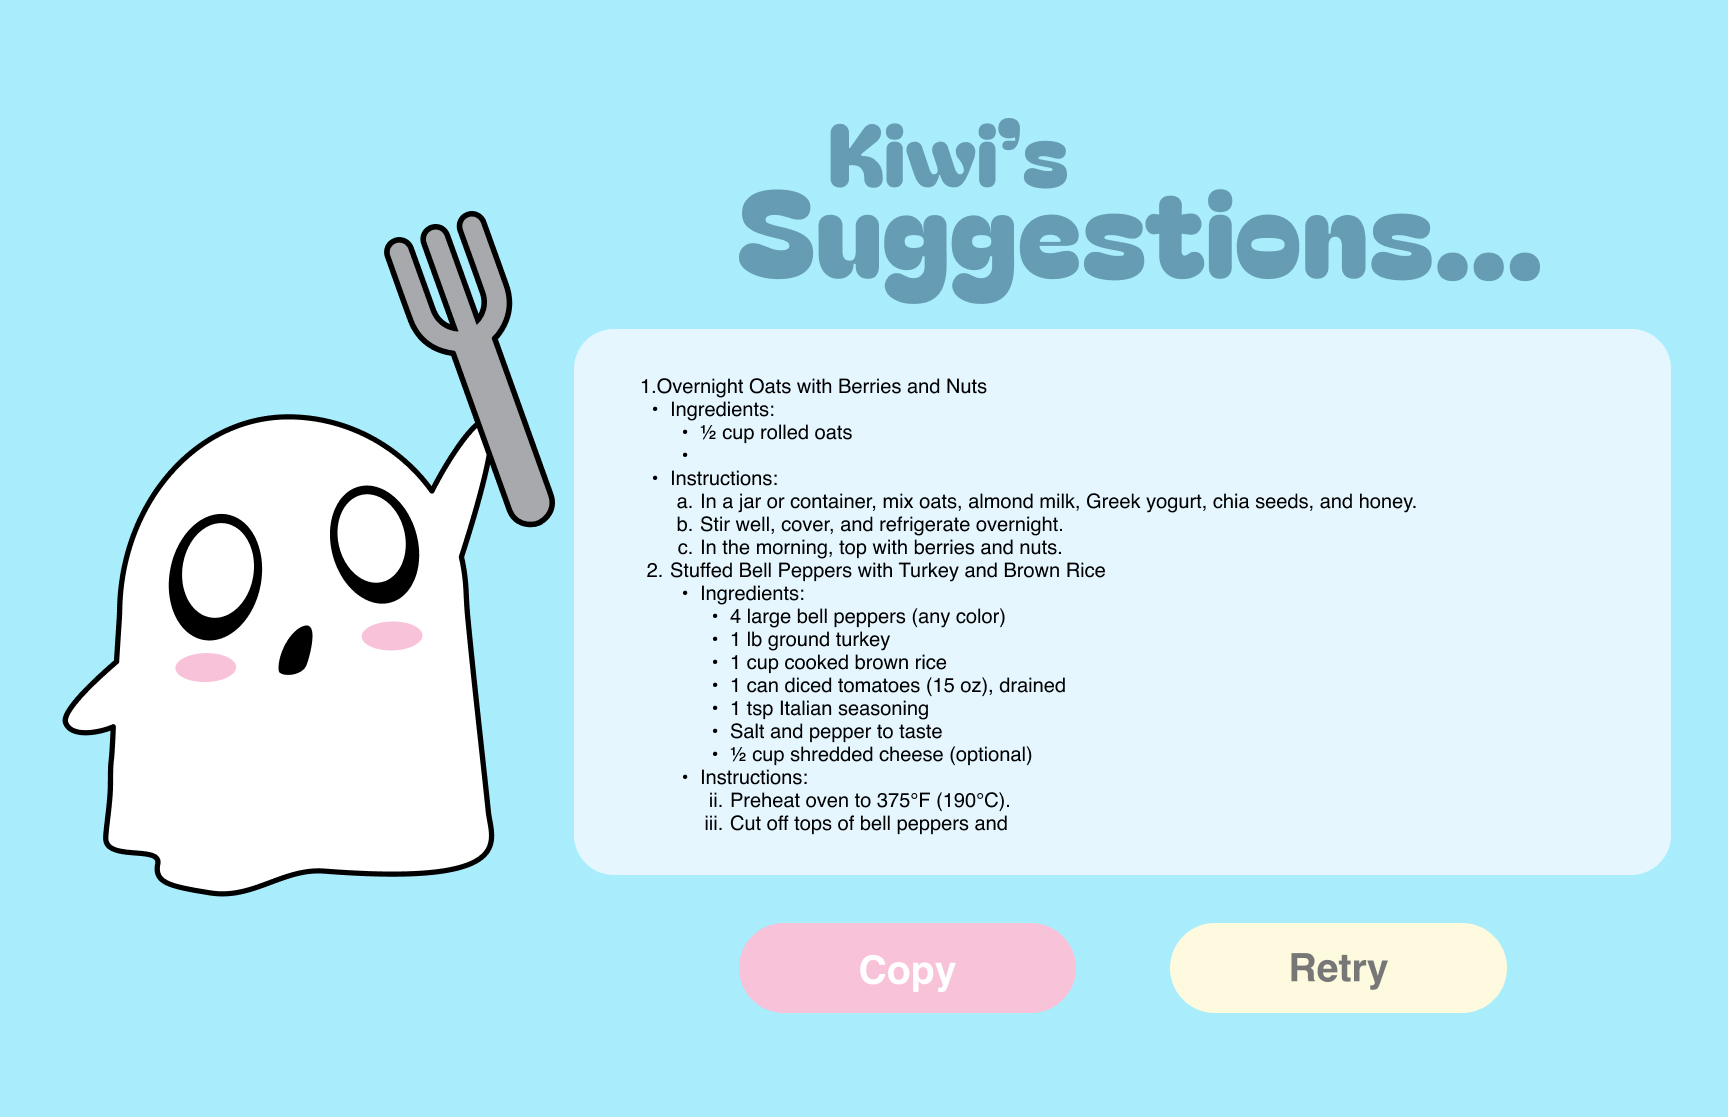 Kiwi's
Suggestions...
1.Overnight Oats with Berries and Nuts
• Ingredients:
• ½ cup rolled oats
•
• Instructions:
a. In a jar or container, mix oats, almond milk, Greek yogurt, chia seeds, and honey.
b. Stir well, cover, and refrigerate overnight.
c. In the morning, top with berries and nuts.
2. Stuffed Bell Peppers with Turkey and Brown Rice
• Ingredients:
• 4 large bell peppers (any color)
• 1 lb ground turkey
• 1 cup cooked brown rice
• 1 can diced tomatoes (15 oz), drained
• 1 tsp Italian seasoning
• Salt and pepper to taste
• ½ cup shredded cheese (optional)
• Instructions:
ii. Preheat oven to 375°F (190°C).
iii. Cut off tops of bell peppers and
Copy
Retry